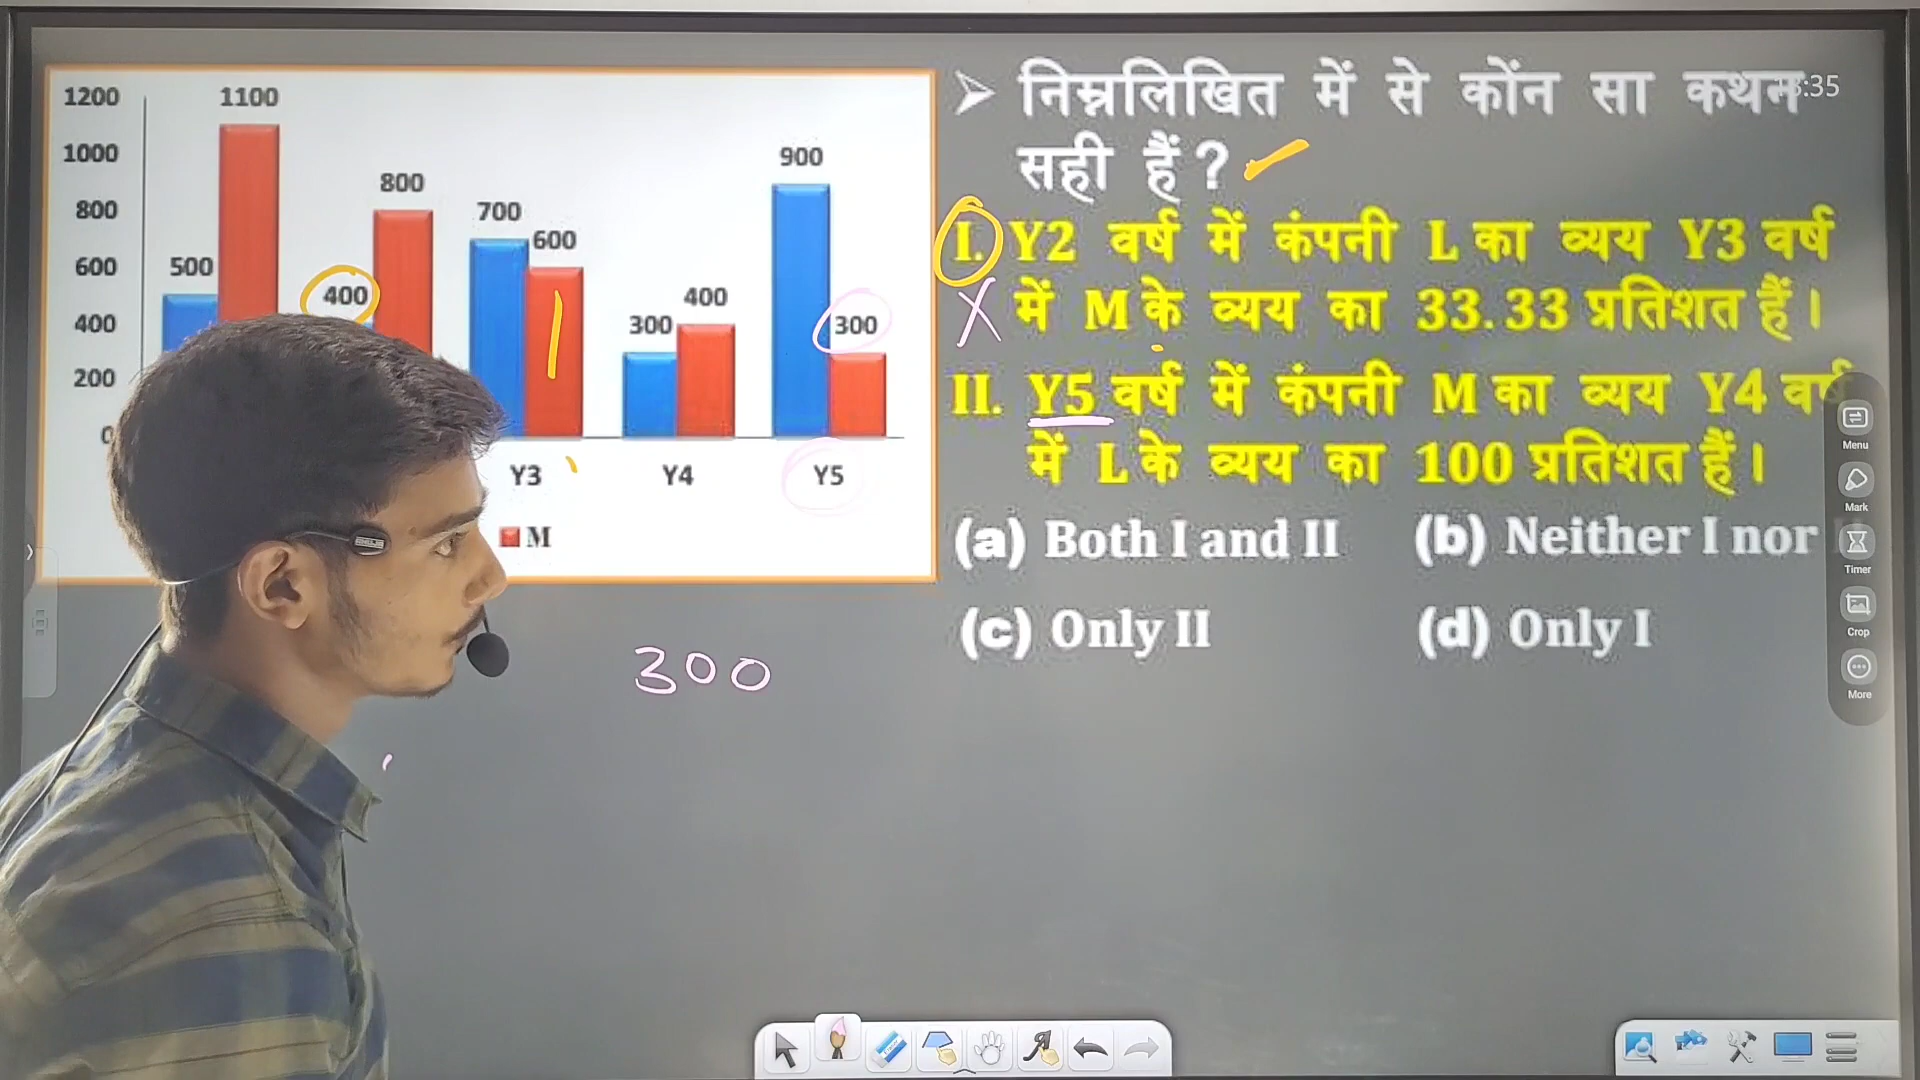 1200
1000
800
600
400
200
0
1100
500
400
800
700
600
300
400
900
300
Y3 Y4 Y5
M
निम्नलिखित में से कोंन सा कथन
:35
सही हैं ?
I. Y2 वर्ष में कंपनी L का व्यय Y3 वर्ष
X में M के व्यय का 33.33 प्रतिशत हैं।
II. Y5 वर्ष में कंपनी M का व्यय Y4 वर्ष
में L के व्यय का 100 प्रतिशत हैं।
(a) Both I and II (b) Neither I nor
(c) Only II (d) Only I
300
Menu
Mark
Timer
Crop
More